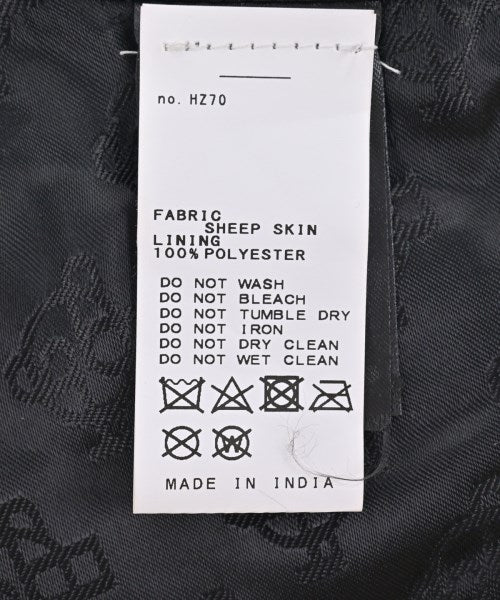 no. HZ70
FABRIC
SHEEP SKIN
LINING
100% POLYESTER
DO NOT WASH
DO NOT BLEACH
DO NOT TUMBLE DRY
DO NOT IRON
DO NOT DRY CLEAN
DO NOT WET CLEAN
W
MADE IN INDIA